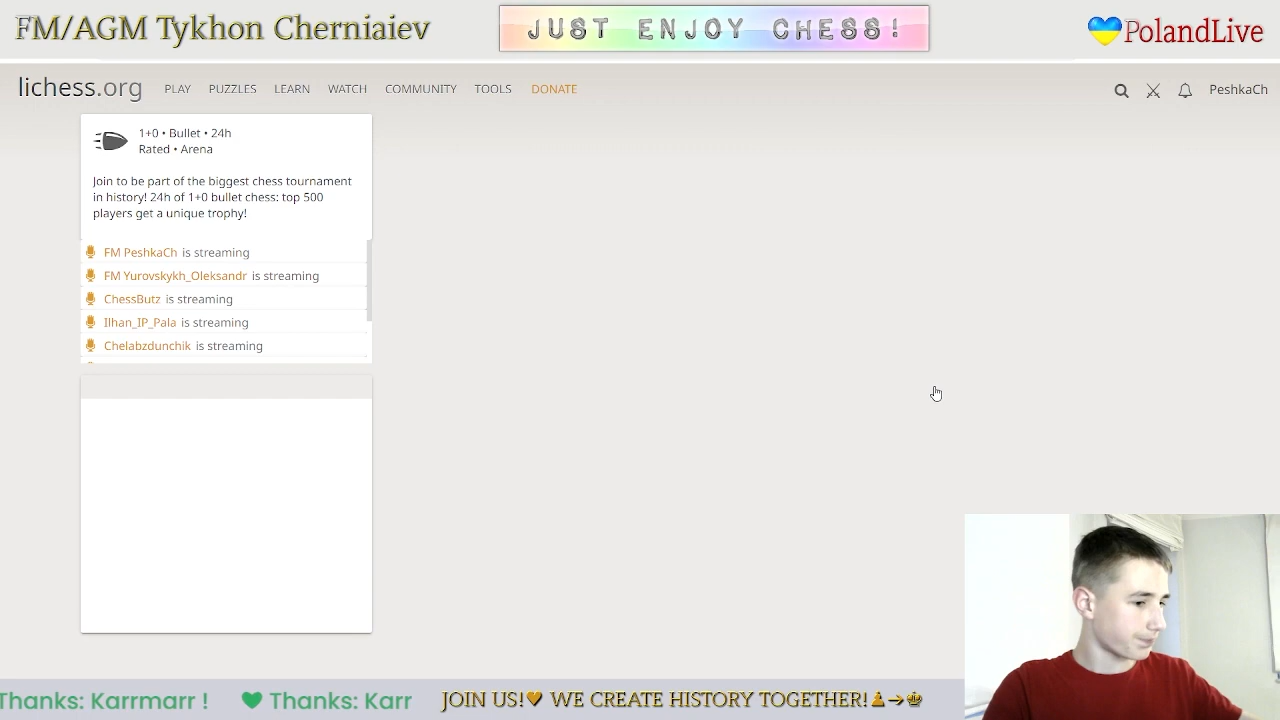 FM/AGM Tykhon Cherniaiev
JUST ENJOY CHESS!
PolandLive
lichess.org PLAY PUZZLES LEARN WATCH COMMUNITY TOOLS DONATE PeshkaCh
1+0 • Bullet • 24h
Rated • Arena
Join to be part of the biggest chess tournament
in history! 24h of 1+0 bullet chess: top 500
players get a unique trophy!
FM PeshkaCh is streaming
FM Yurovskykh_Oleksandr is streaming
ChessButz is streaming
Ilhan_IP_Pala is streaming
Chelabzdunchik is streaming
Thanks: Karrmarr ! Thanks: Karr
JOIN US!🧡 WE CREATE HISTORY TOGETHER!♟➔♚